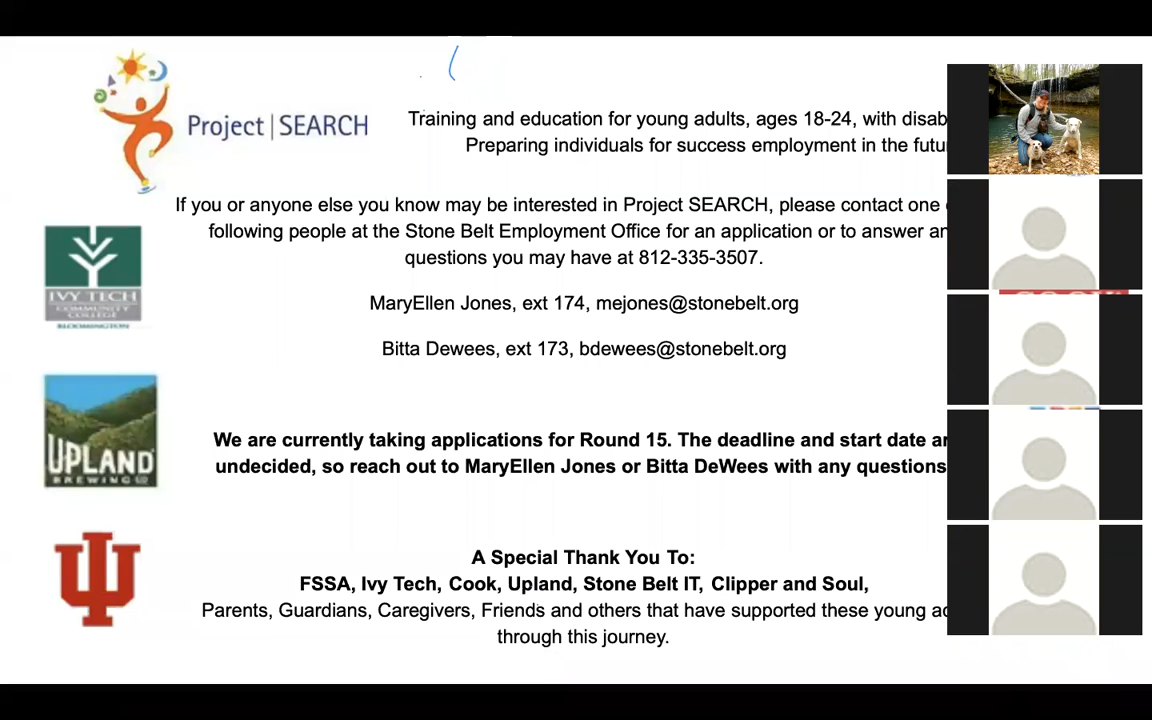 Project | SEARCH
Training and education for young adults, ages 18-24, with disab
Preparing individuals for success employment in the futu
If you or anyone else you know may be interested in Project SEARCH, please contact one
following people at the Stone Belt Employment Office for an application or to answer an
questions you may have at 812-335-3507.
IVY TECH
COMMUNITY COLLEGE
BLOOMINGTON
MaryEllen Jones, ext 174, mejones@stonebelt.org
Bitta Dewees, ext 173, bdewees@stonebelt.org
UPLAND
BREWING CO
We are currently taking applications for Round 15. The deadline and start date ar
undecided, so reach out to MaryEllen Jones or Bitta DeWees with any questions
A Special Thank You To:
FSSA, Ivy Tech, Cook, Upland, Stone Belt IT, Clipper and Soul,
Parents, Guardians, Caregivers, Friends and others that have supported these young ad
through this journey.